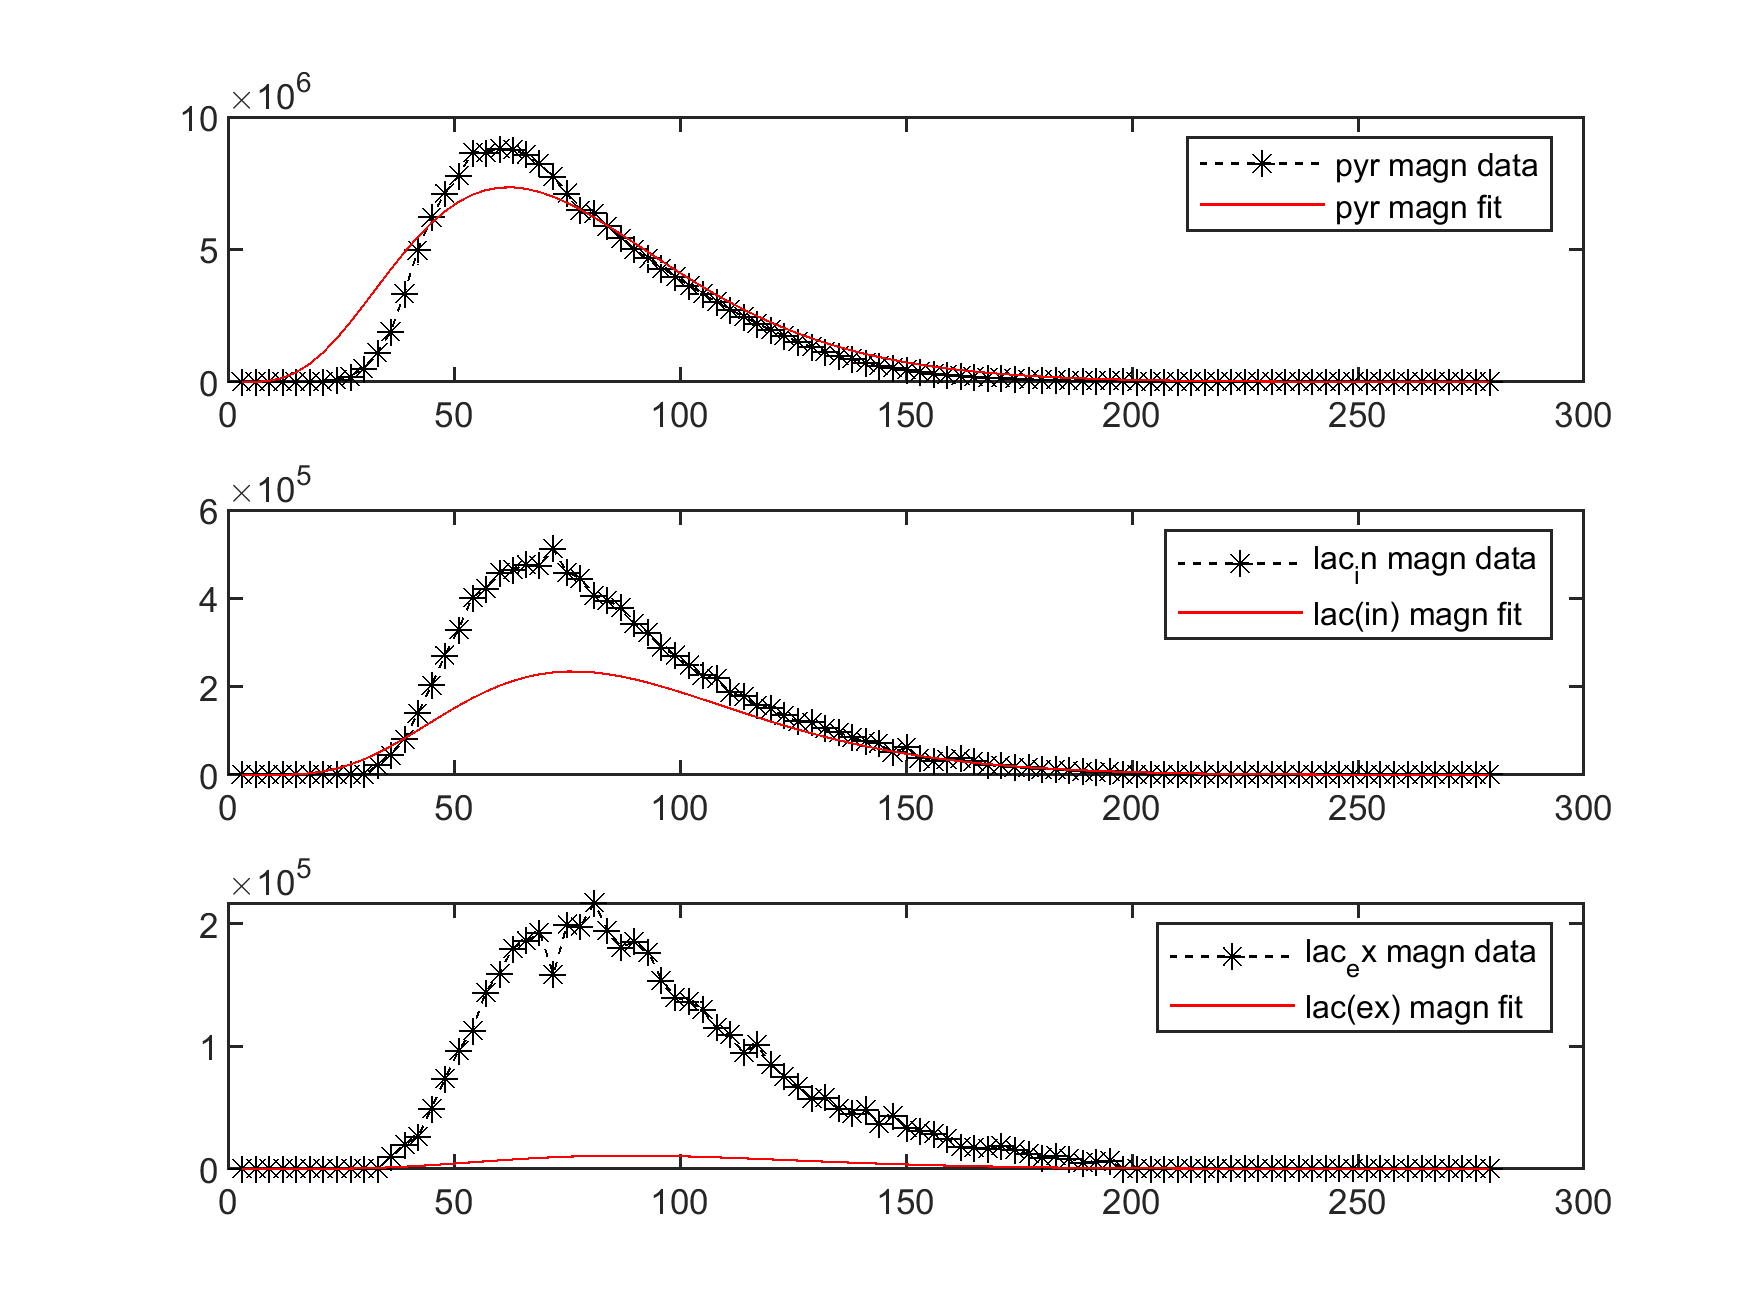 ×10^6
10
5
0
0 50 100 150 200 250 300
pyr magn data
pyr magn fit
×10^5
6
4
2
0
0 50 100 150 200 250 300
lac_in magn data
lac(in) magn fit
×10^5
2
1
0
0 50 100 150 200 250 300
lac_ex magn data
lac(ex) magn fit